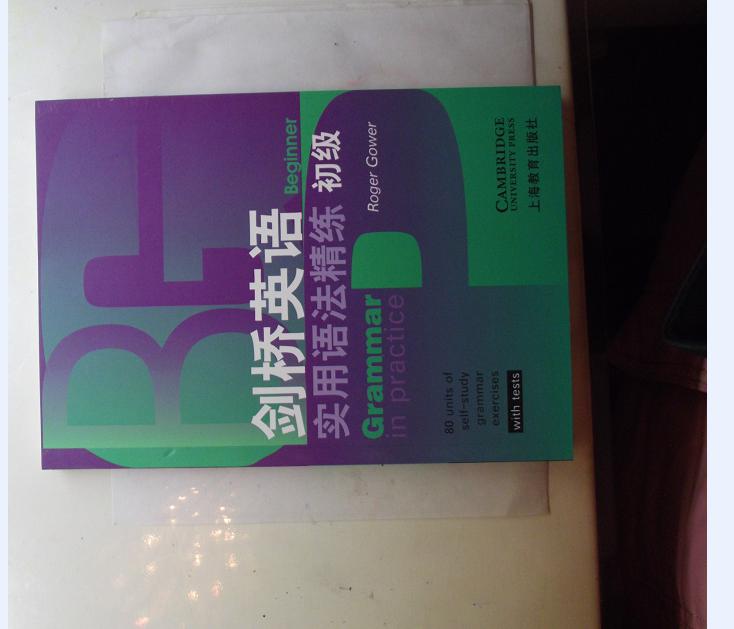 Beginner
剑桥英语
实用语法精练 初级
Grammar
in practice
Roger Gower
80 units of
self-study
grammar
exercises
with tests
CAMBRIDGE
UNIVERSITY PRESS
上海教育出版社